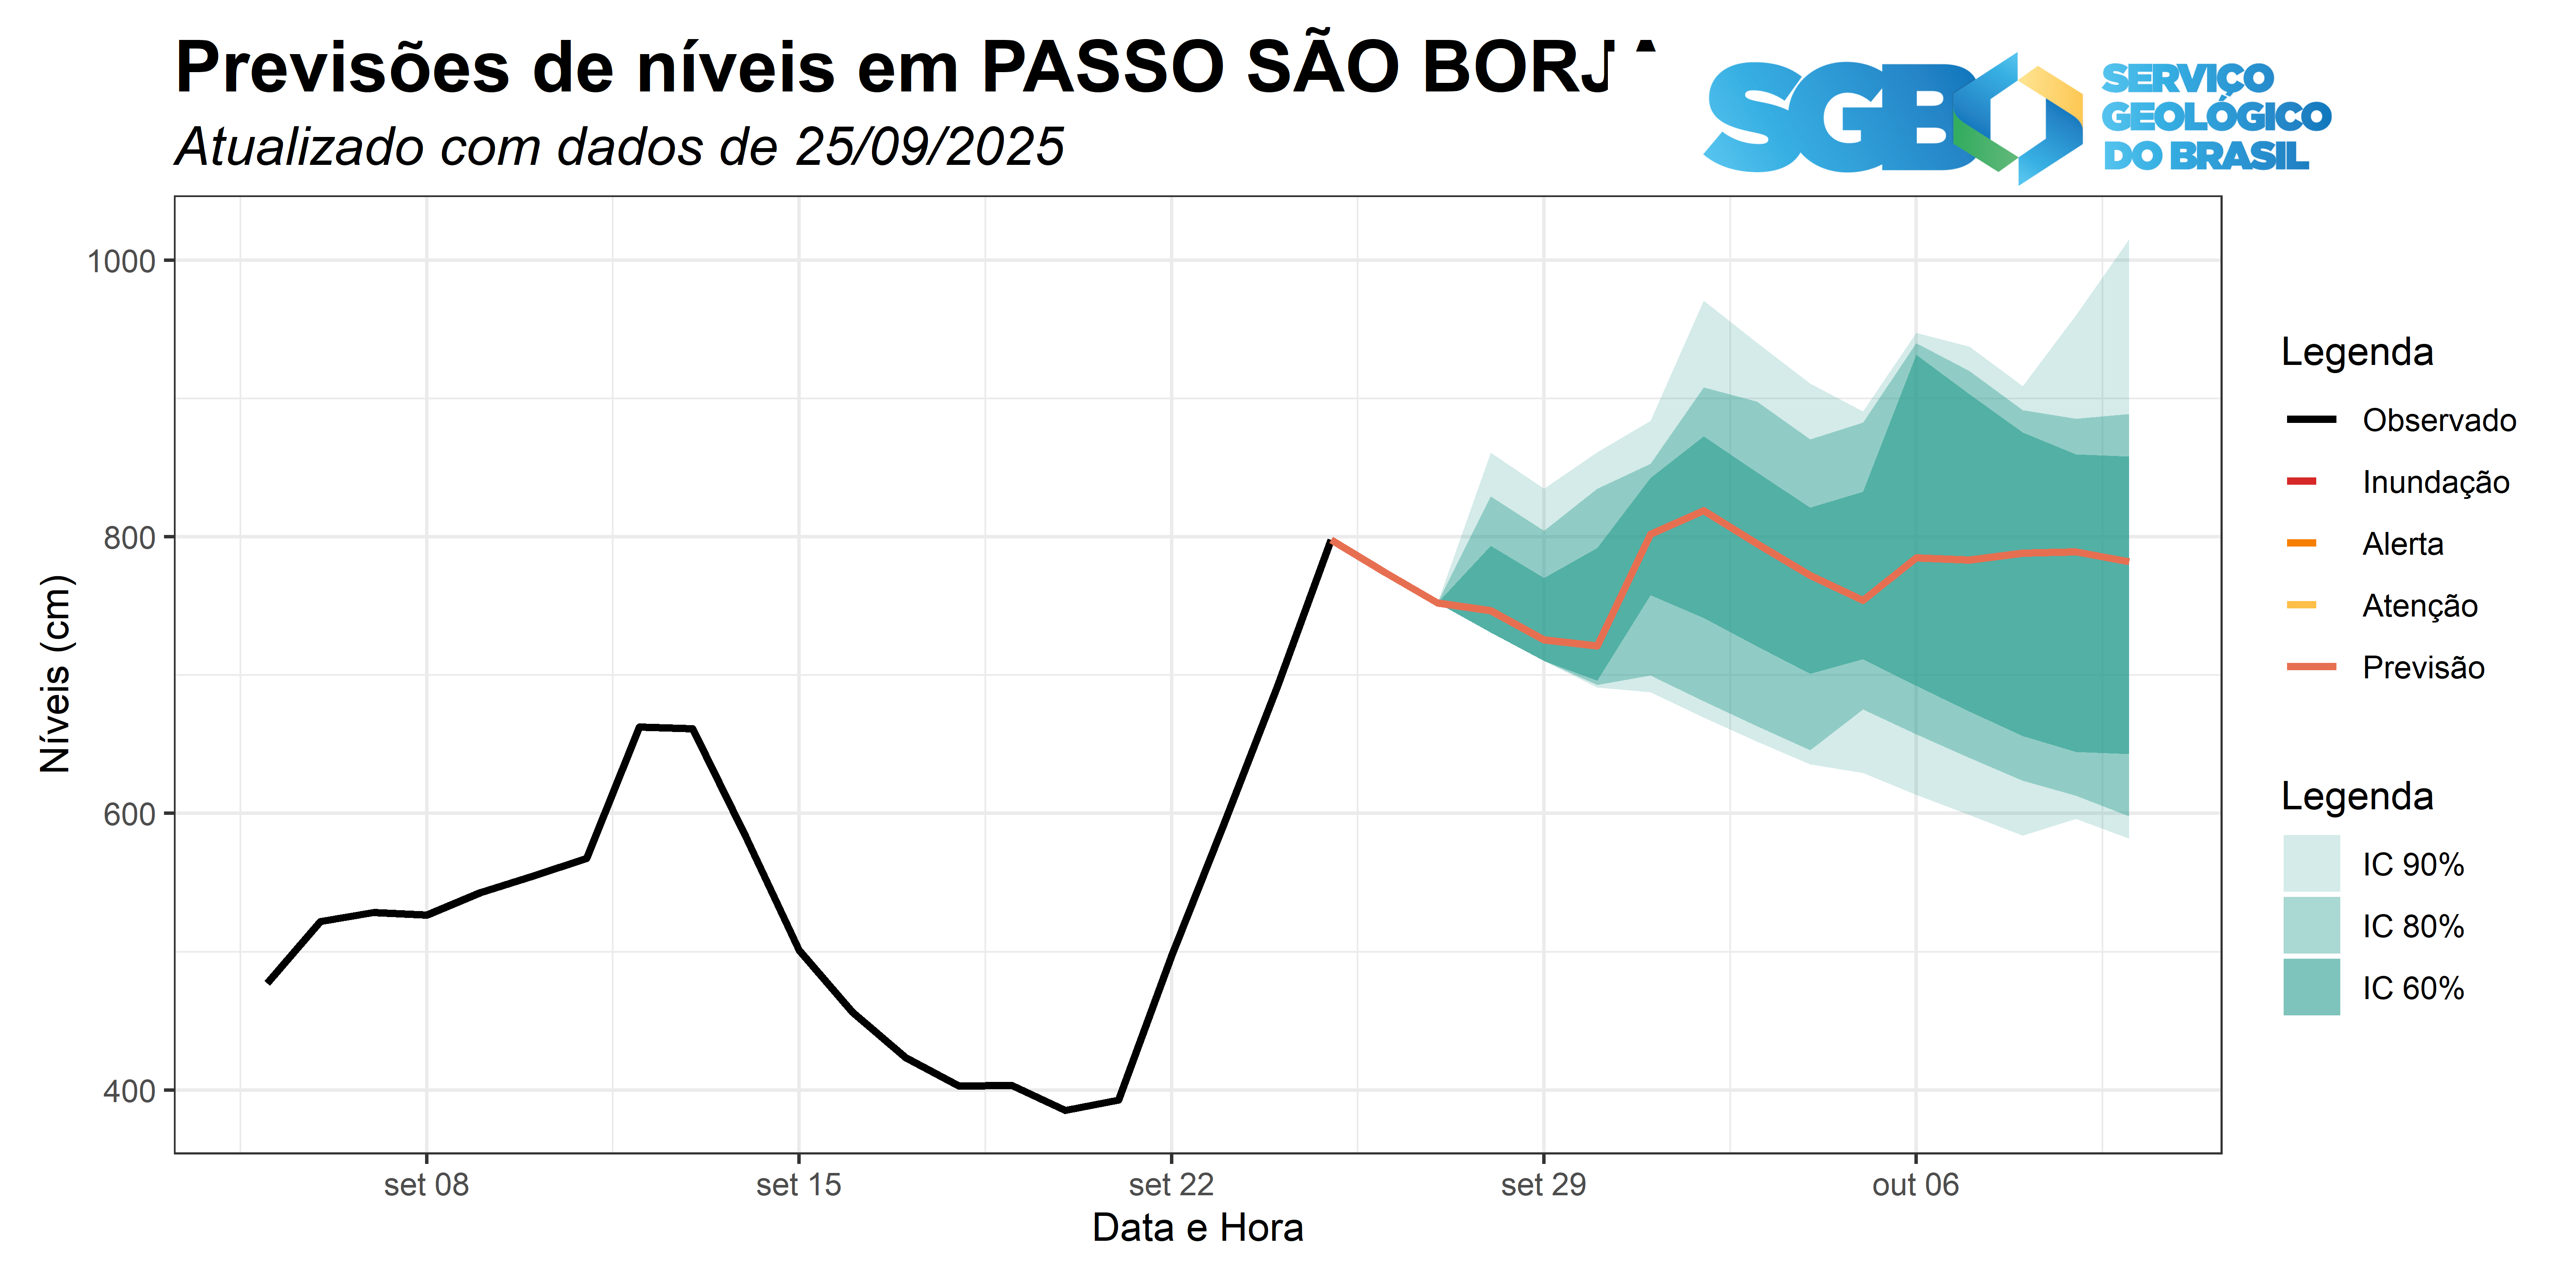 Previsões de níveis em PASSO SÃO
Atualizado com dados de 25/09/2025
SGB
SERVIÇO
GEOLÓGICO
DO BRASIL
1000
800
600
400
Níveis (cm)
set 08
set 15
set 22
set 29
out 06
Data e Hora
Legenda
Observado
Inundação
Alerta
Atenção
Previsão
Legenda
IC 90%
IC 80%
IC 60%